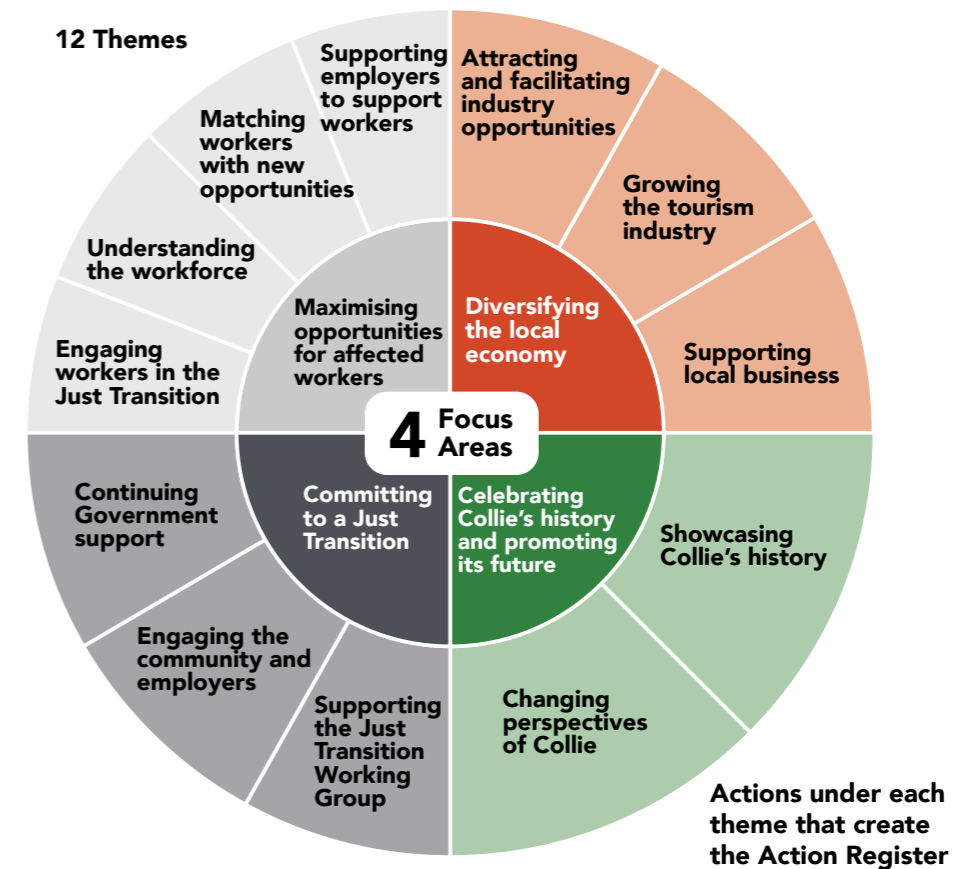 12 Themes
Supporting
employers
to support
workers
Attracting
and facilitating
industry
opportunities
Matching
workers
with new
opportunities
Growing
the tourism
industry
Understanding
the workforce
Maximising
opportunities
for affected
workers
Diversifying
the local
economy
Engaging
workers in the
Just Transition
Supporting
local business
4 Focus
Areas
Continuing
Government
support
Committing
to a Just
Transition
Celebrating
Collie's history
and promoting
its future
Showcasing
Collie's history
Engaging the
community and
employers
Supporting
the Just
Transition
Working
Group
Changing
perspectives
of Collie
Actions under each
theme that create
the Action Register